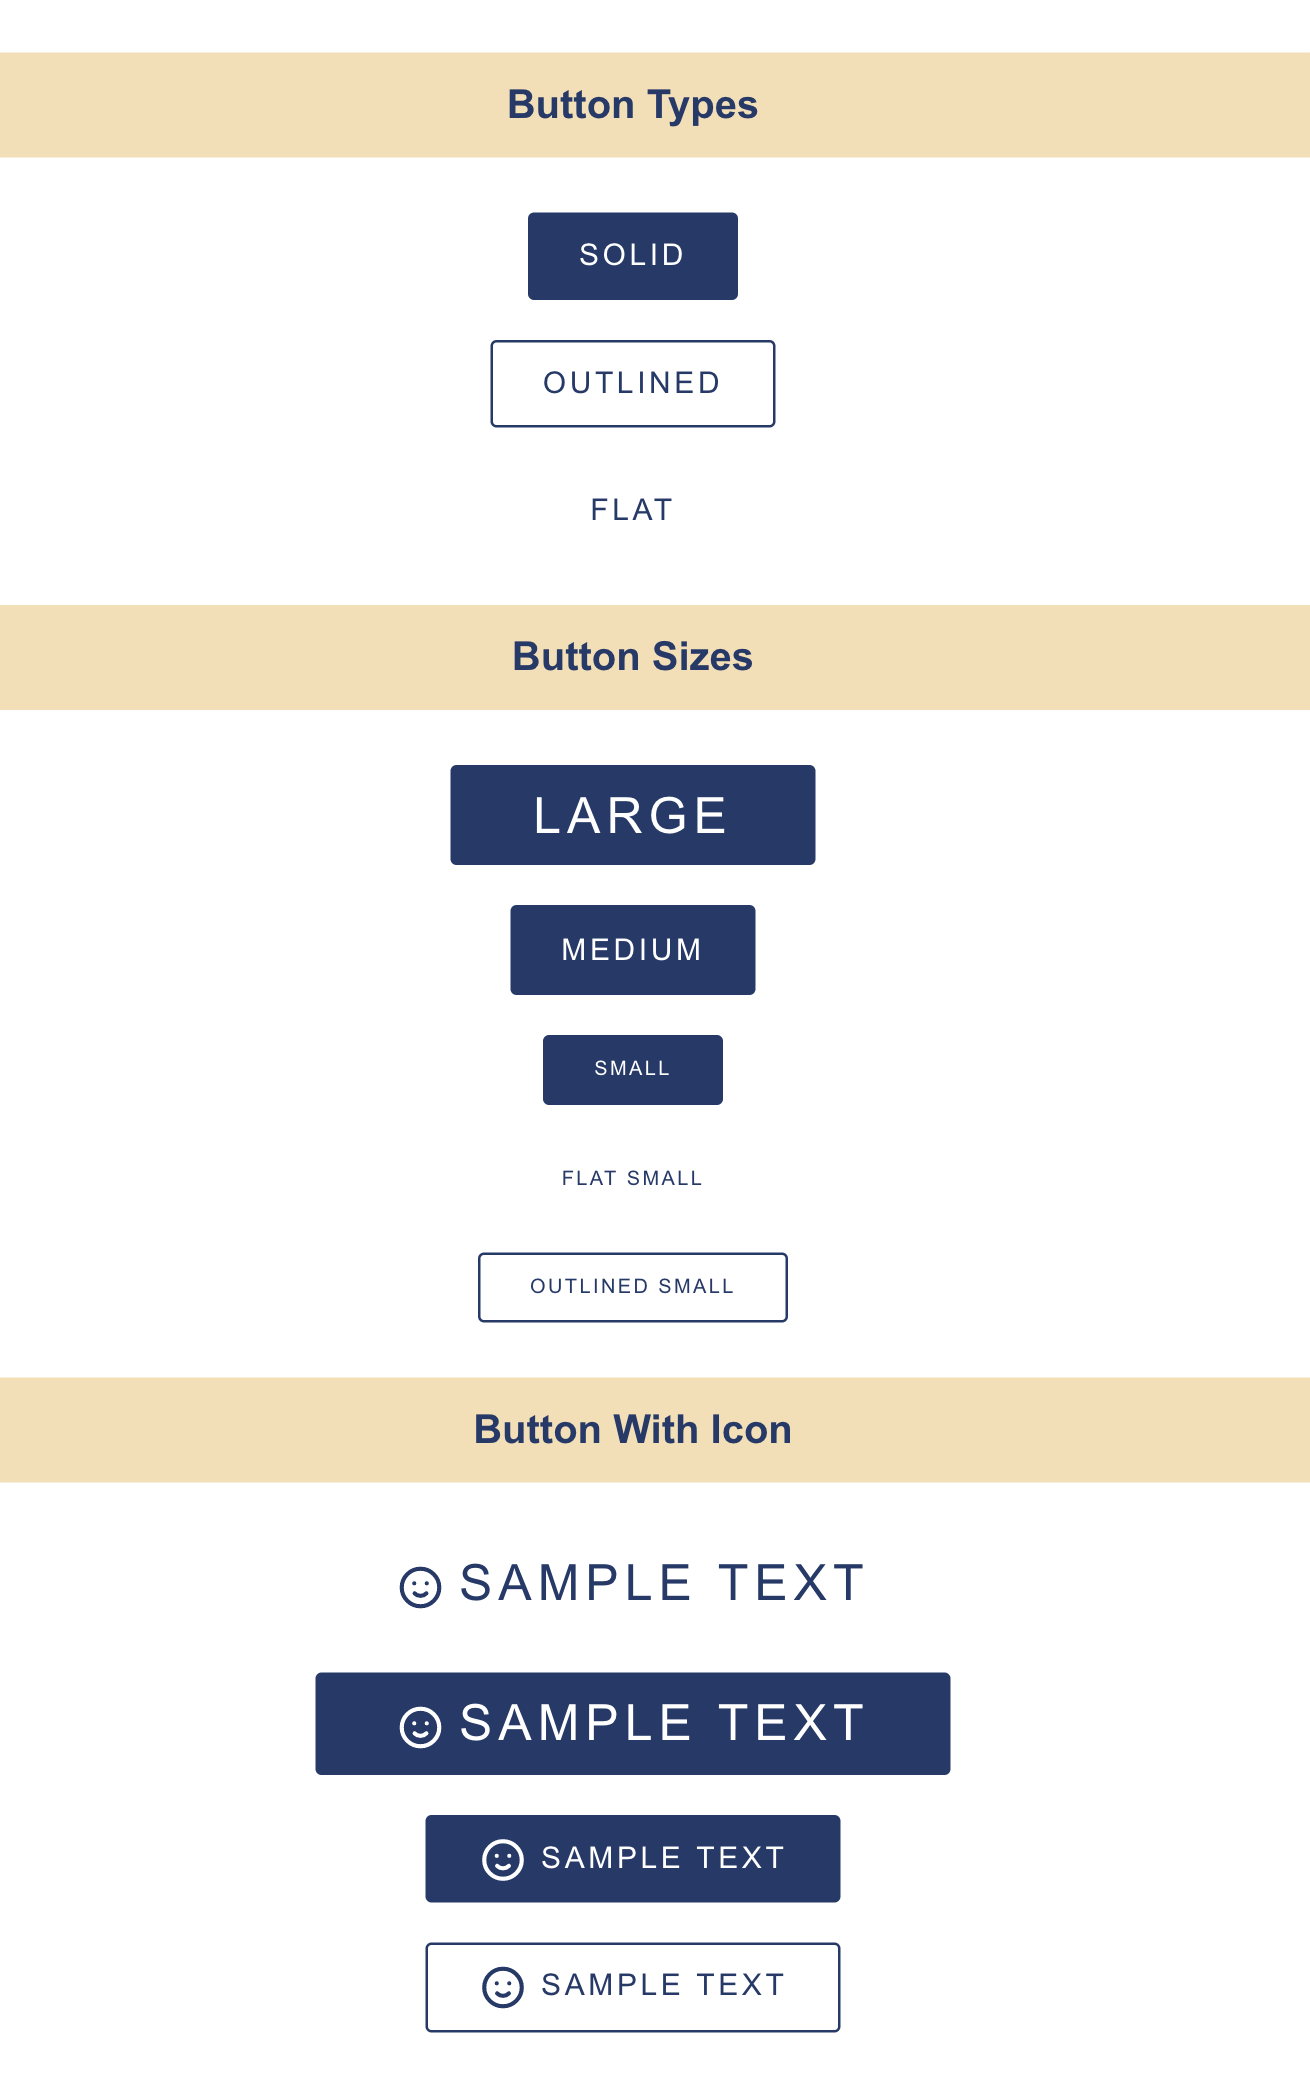 Button Types
SOLID
OUTLINED
FLAT
Button Sizes
LARGE
MEDIUM
SMALL
FLAT SMALL
OUTLINED SMALL
Button With Icon
SAMPLE TEXT
SAMPLE TEXT
SAMPLE TEXT
SAMPLE TEXT